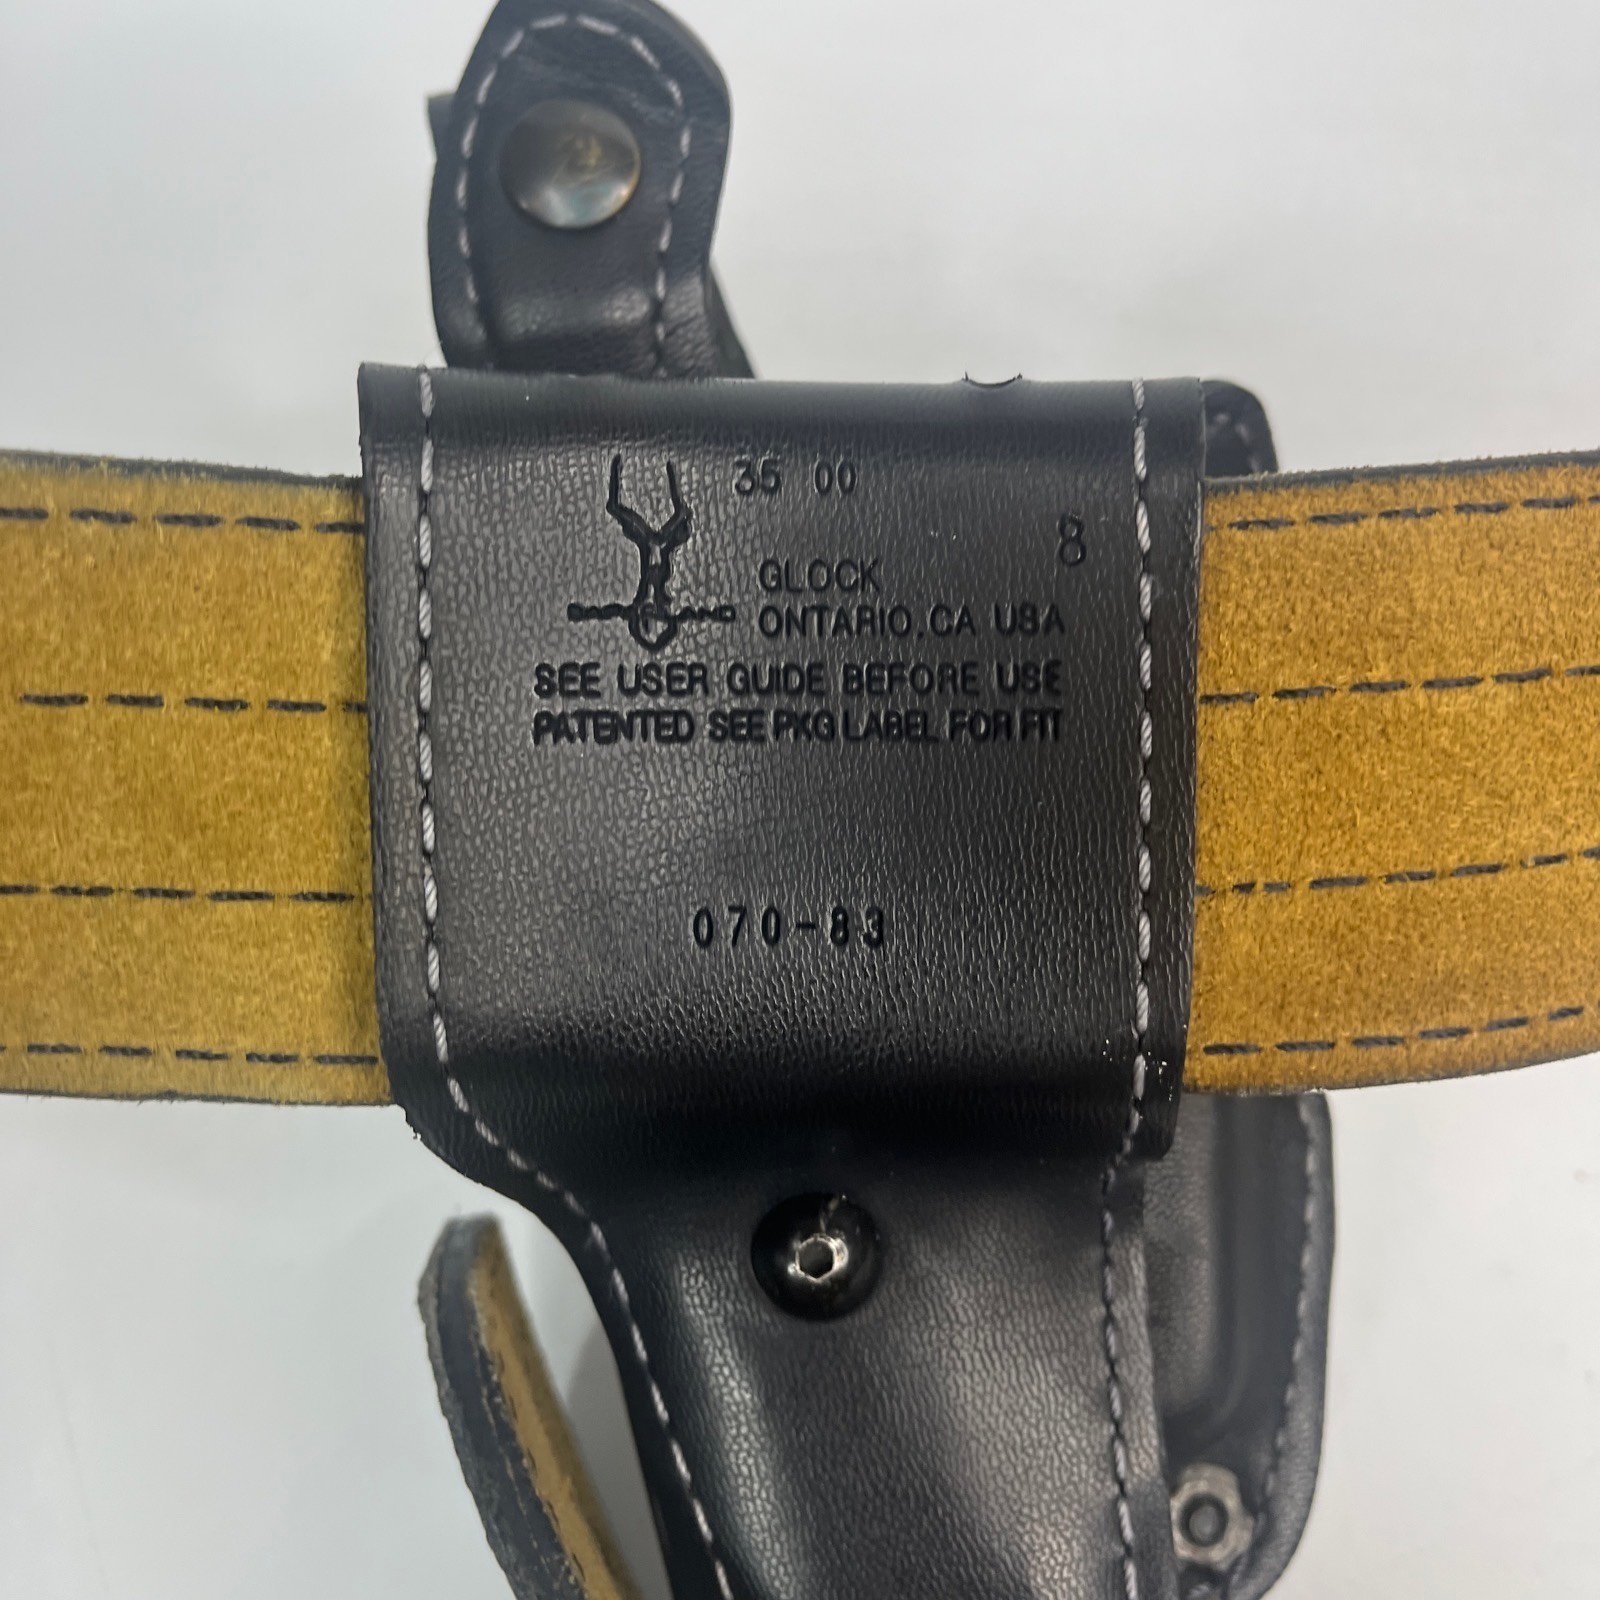 35 00
8
GLOCK
SAFARILAND
ONTARIO, CA USA
SEE USER GUIDE BEFORE USE
PATENTED SEE PKG LABEL FOR FIT
070-83